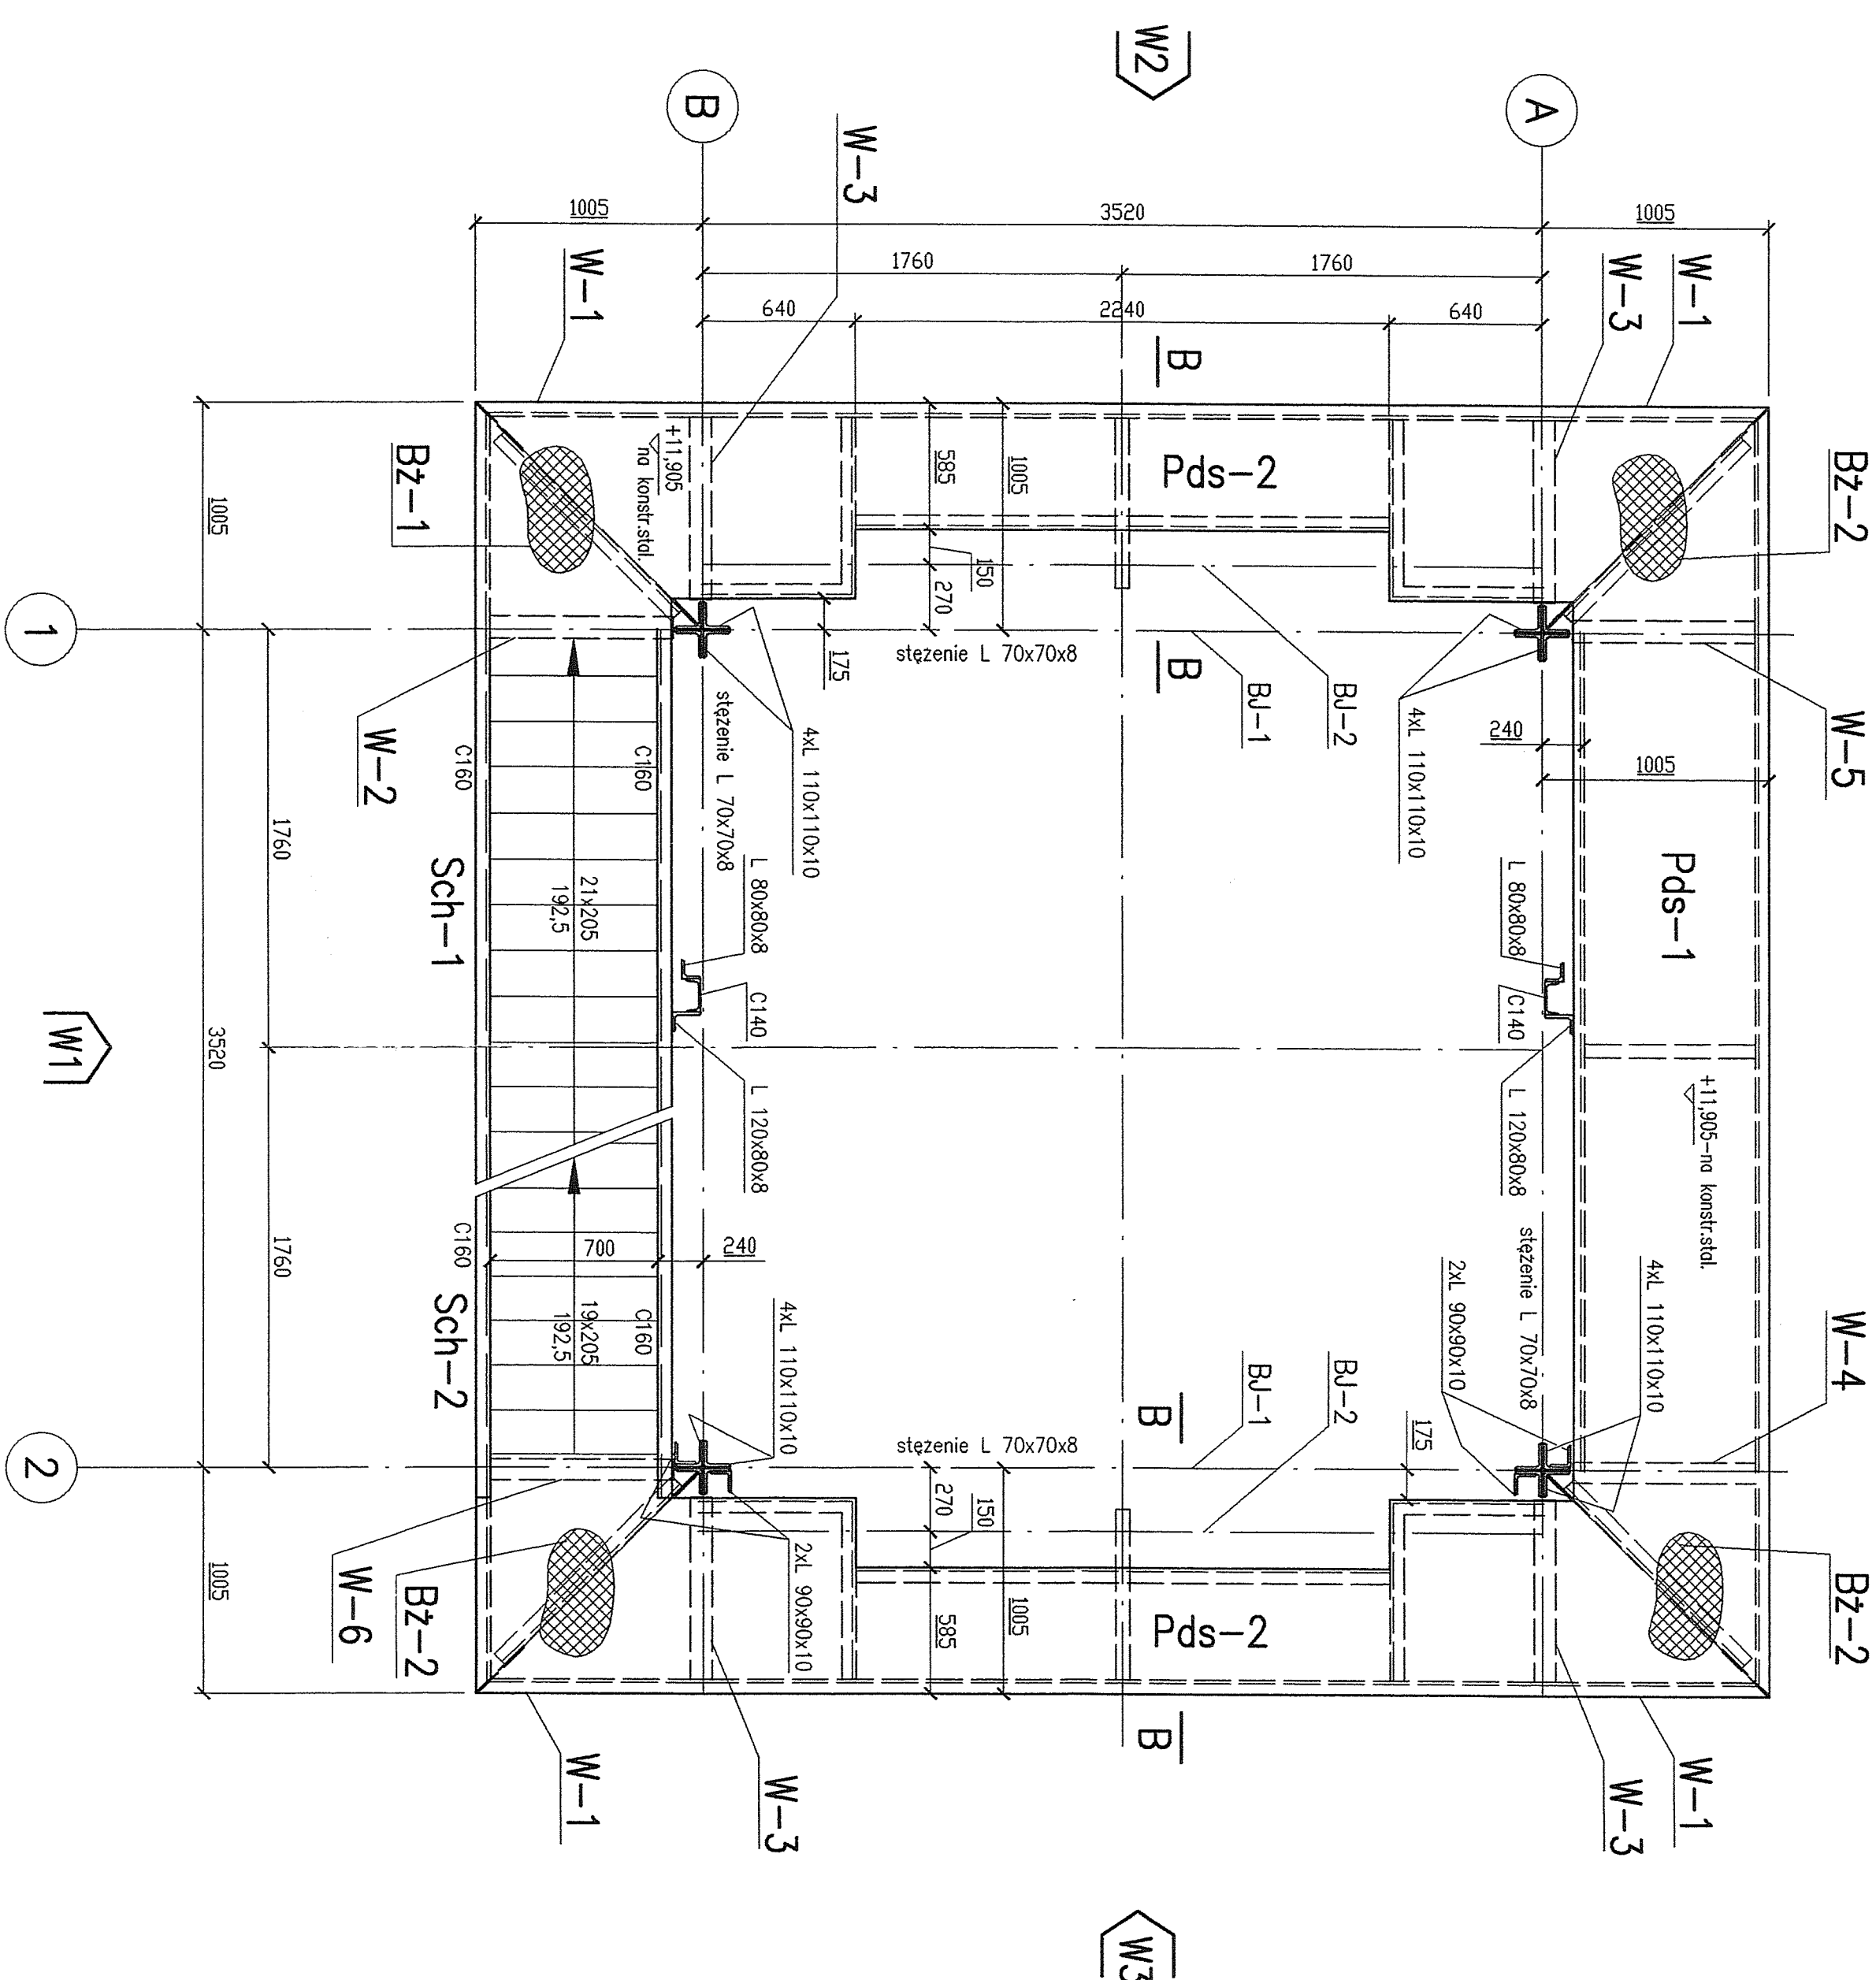 W2
B
A
W-3
1005
3520
1005
1760
1760
640
2240
640
W-1
W-3
W-1
B
Bż-1
+11,905
na konstr.stal.
585
1005
Pds-2
Bż-2
150
270
175
stężenie L 70x70x8
B
BJ-1
BJ-2
4xL 110x110x10
240
1005
W-5
1005
1
W-2
C160
C160
stężenie L 70x70x8
4xL 110x110x10
1760
Sch-1
21x205
192,5
L 80x80x8
C140
L 120x80x8
L 80x80x8
C140
L 120x80x8
Pds-1
+11,905-na konstr.stal.
W1
3520
1760
C160
700
240
Sch-2
19x205
192,5
C160
4xL 110x110x10
stężenie L 70x70x8
B
BJ-1
BJ-2
2xL 90x90x10
stężenie L 70x70x8
4xL 110x110x10
W-4
175
2
1005
W-6
Bż-2
2xL 90x90x10
270
150
585
1005
Pds-2
Bż-2
B
W-1
W-3
W-3
W-1
W3